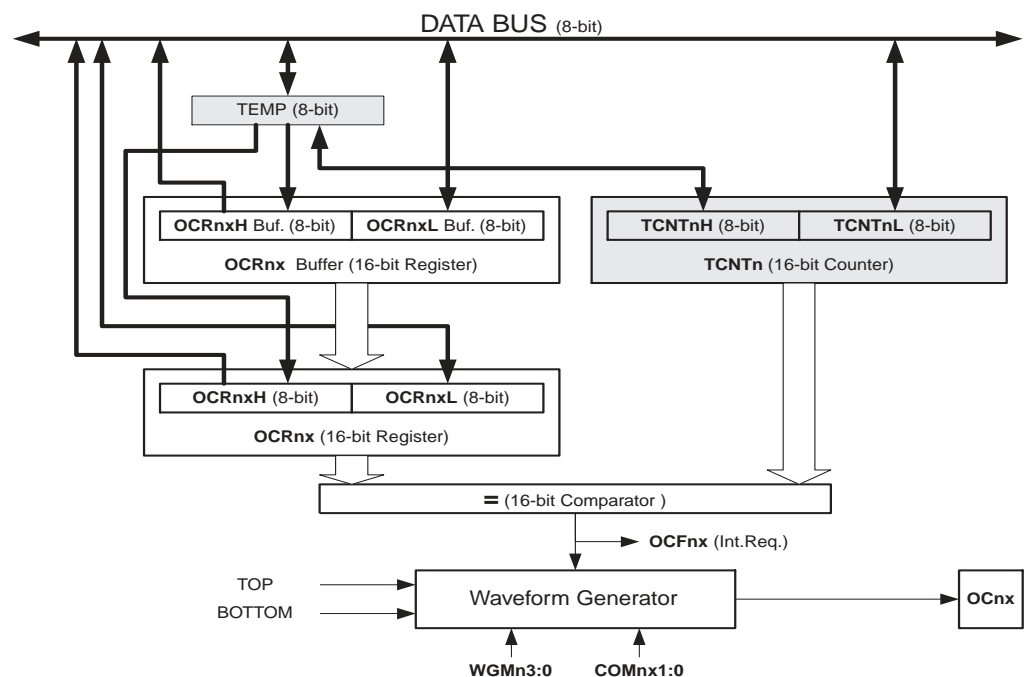 DATA BUS (8-bit)
TEMP (8-bit)
OCRnxH Buf. (8-bit) OCRnxL Buf. (8-bit)
OCRnx Buffer (16-bit Register)
TCNTnH (8-bit) TCNTnL (8-bit)
TCNTn (16-bit Counter)
OCRnxH (8-bit) OCRnxL (8-bit)
OCRnx (16-bit Register)
= (16-bit Comparator )
OCFnx (Int.Req.)
TOP
BOTTOM
Waveform Generator
OCnx
WGMn3:0 COMnx1:0